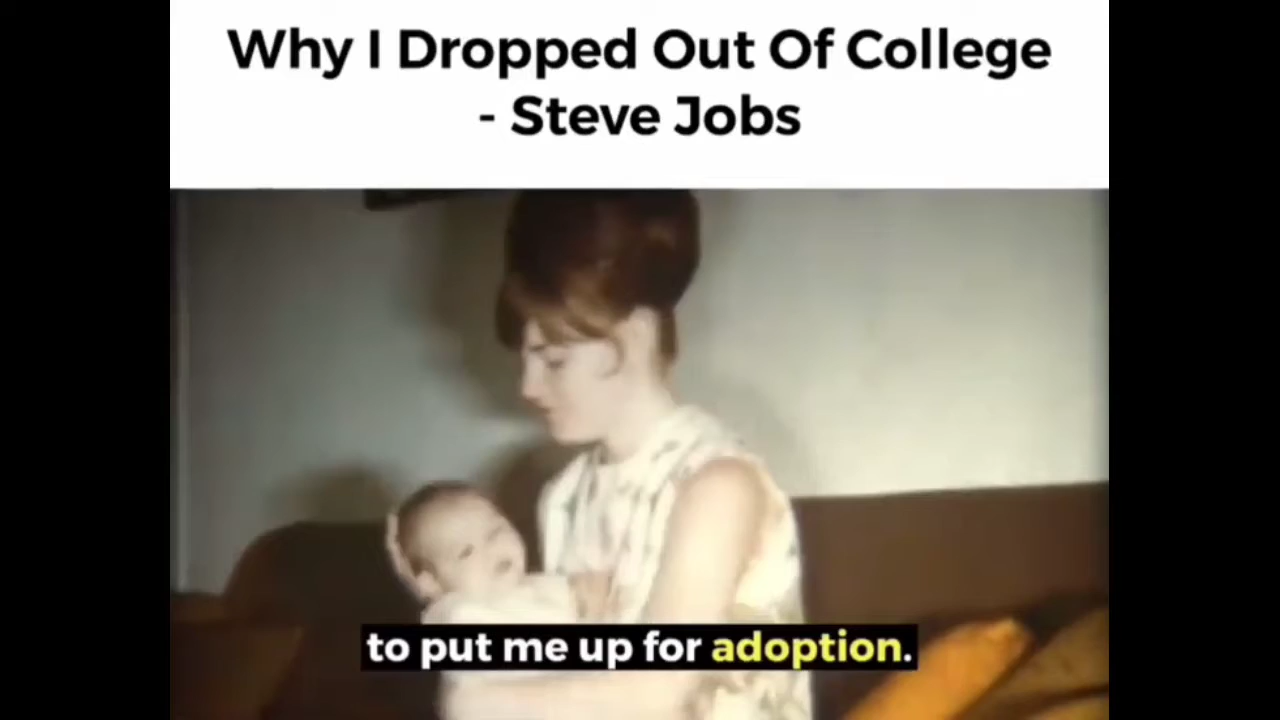 Why I Dropped Out Of College
- Steve Jobs
to put me up for adoption.